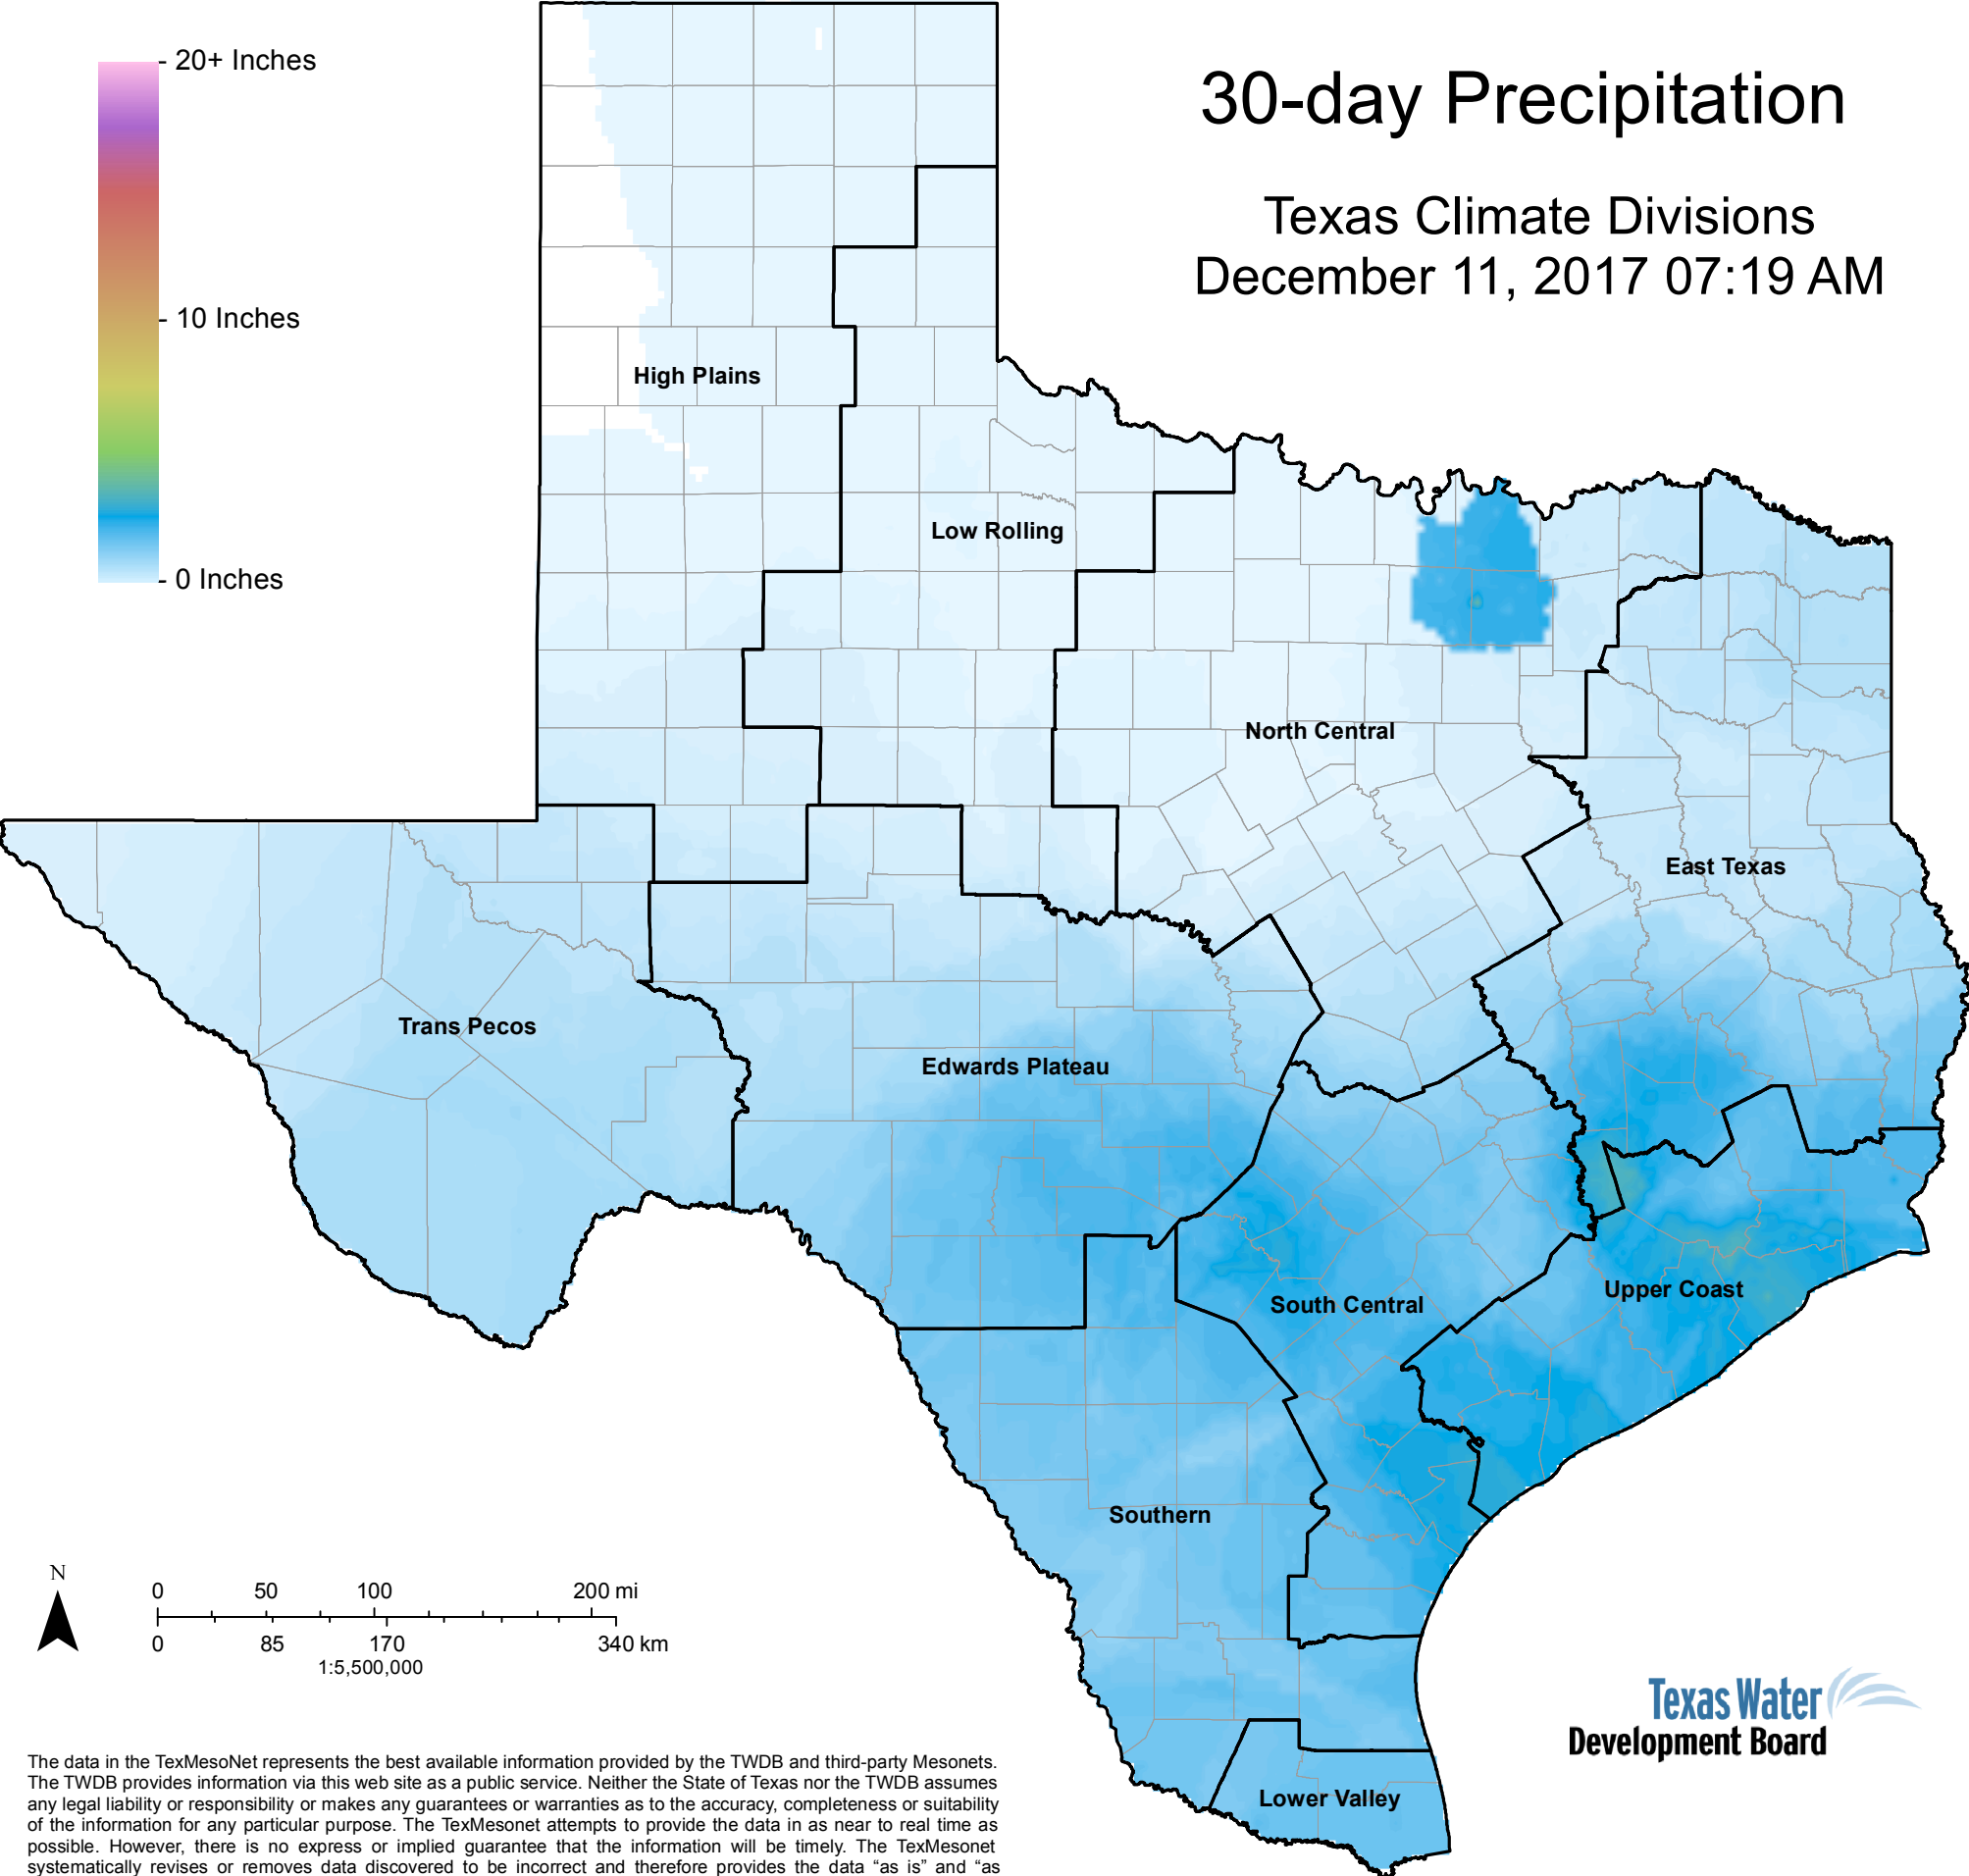 30-day Precipitation
Texas Climate Divisions
December 11, 2017 07:19 AM
20+ Inches
10 Inches
0 Inches
High Plains
Low Rolling
North Central
East Texas
Trans Pecos
Edwards Plateau
Upper Coast
South Central
Southern
Lower Valley
N
0 50 100 200 mi
0 85 170 340 km
1:5,500,000
Texas Water
Development Board
The data in the TexMesoNet represents the best available information provided by the TWDB and third-party Mesonets.
The TWDB provides information via this web site as a public service. Neither the State of Texas nor the TWDB assumes
any legal liability or responsibility or makes any guarantees or warranties as to the accuracy, completeness or suitability
of the information for any particular purpose. The TexMesonet attempts to provide the data in as near to real time as
possible. However, there is no express or implied guarantee that the information will be timely. The TexMesonet
systematically revises or removes data discovered to be incorrect and therefore provides the data “as is” and “as